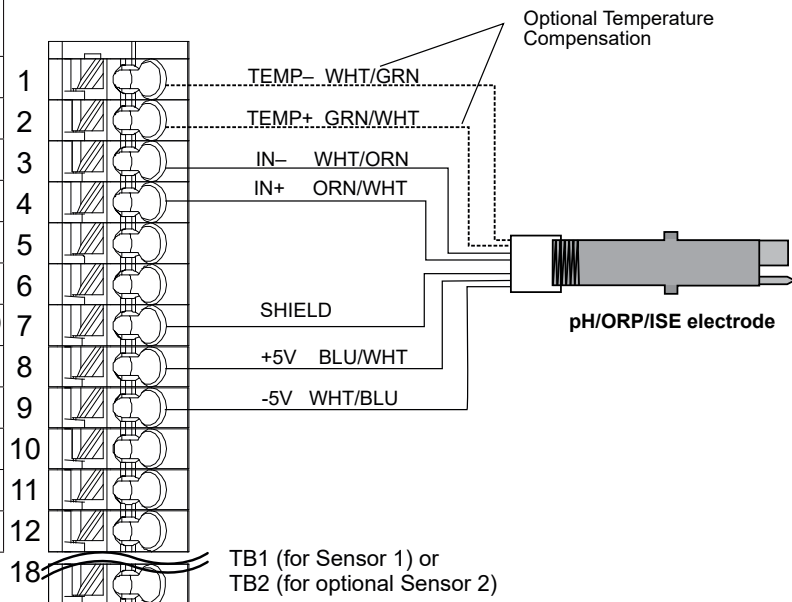 Optional Temperature
Compensation
1 TEMP– WHT/GRN
2 TEMP+ GRN/WHT
3 IN– WHT/ORN
4 IN+ ORN/WHT
5
6
7 SHIELD
pH/ORP/ISE electrode
8 +5V BLU/WHT
9 -5V WHT/BLU
10
11
12
18
TB1 (for Sensor 1) or
TB2 (for optional Sensor 2)